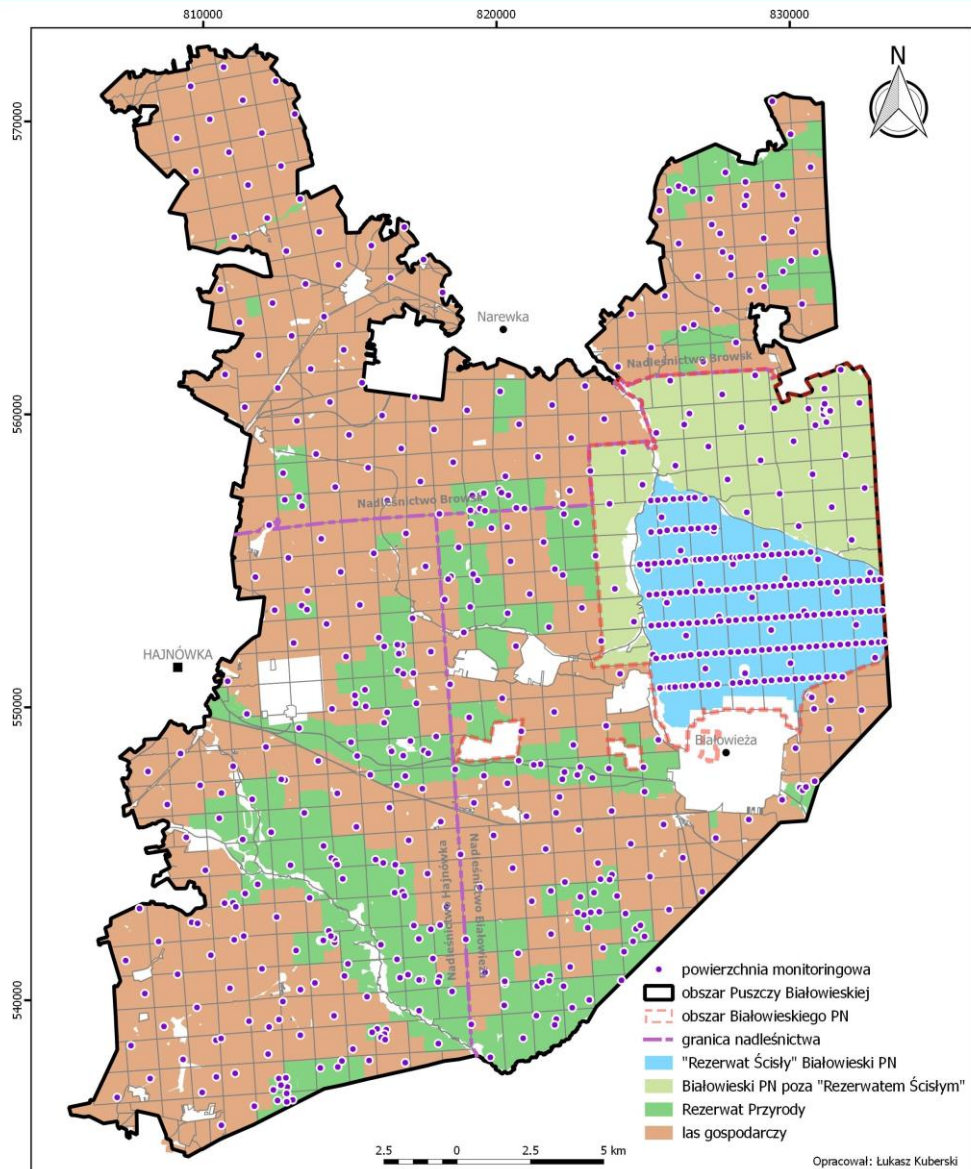 810000 820000 830000
N
570000
Narewka
Nadleśnictwo Browsk
560000
Nadleśnictwo Browsk
HAJNÓWKA
550000
Białowieża
Nadleśnictwo Hajnówka
Nadleśnictwo Białowieża
540000
powierzchnia monitoringowa
obszar Puszczy Białowieskiej
obszar Białowieskiego PN
granica nadleśnictwa
"Rezerwat Ścisły" Białowieski PN
Białowieski PN poza "Rezerwatem Ścisłym"
Rezerwat Przyrody
las gospodarczy
2.5 0 2.5 5 km
Opracował: Łukasz Kuberski